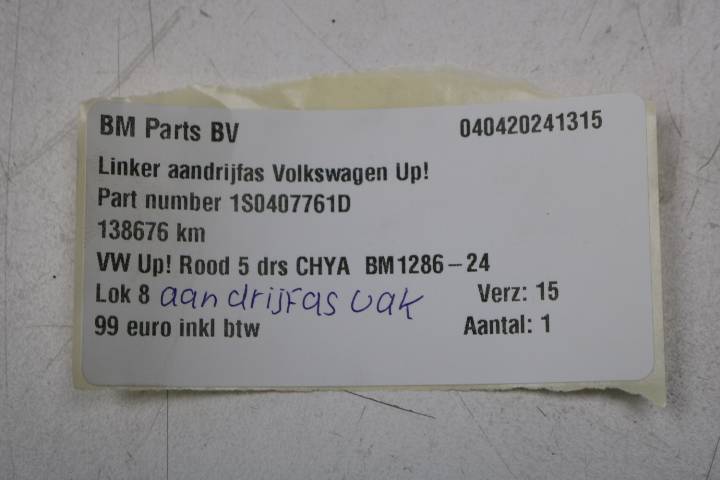 BM Parts BV 040420241315
Linker aandrijfas Volkswagen Up!
Part number 1S0407761D
138676 km
VW Up! Rood 5 drs CHYA BM1286-24
Lok 8 aandrijfas vak Verz: 15
99 euro inkl btw Aantal: 1